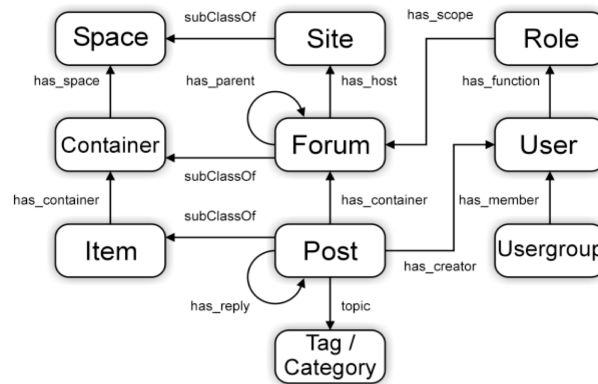 subClassOf
has_scope
Space
Site
Role
has_space
has_parent
has_host
has_function
Container
Forum
User
subClassOf
has_container
subClassOf
has_container
has_member
Item
Post
Usergroup
has_creator
has_reply
topic
Tag /
Category